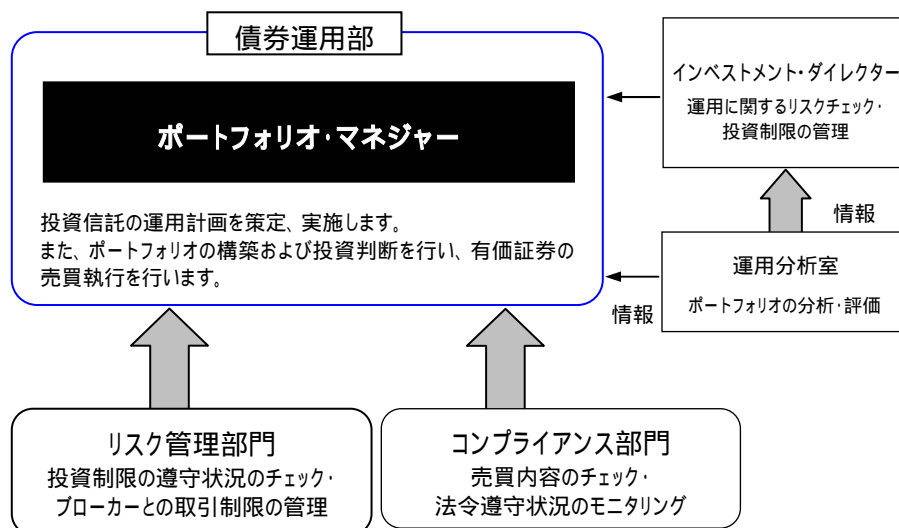 債券運用部
ポートフォリオ・マネジャー
投資信託の運用計画を策定、実施します。
また、ポートフォリオの構築および投資判断を行い、有価証券の
売買執行を行います。
インベストメント・ダイレクター
運用に関するリスクチェック・
投資制限の管理
情報
運用分析室
ポートフォリオの分析・評価
情報
リスク管理部門
投資制限の遵守状況のチェック・
ブローカーとの取引制限の管理
コンプライアンス部門
売買内容のチェック・
法令遵守状況のモニタリング